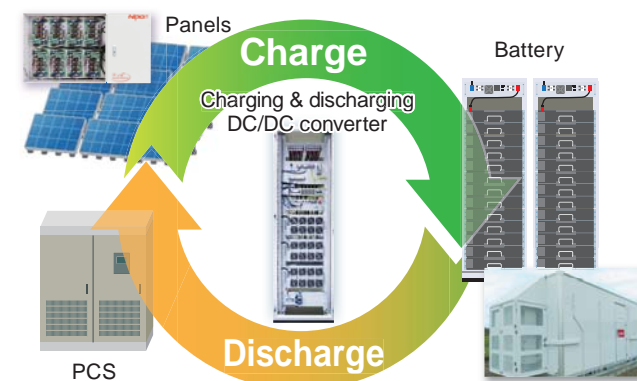 Panels
Charge
Battery
Charging & discharging
DC/DC converter
Discharge
PCS